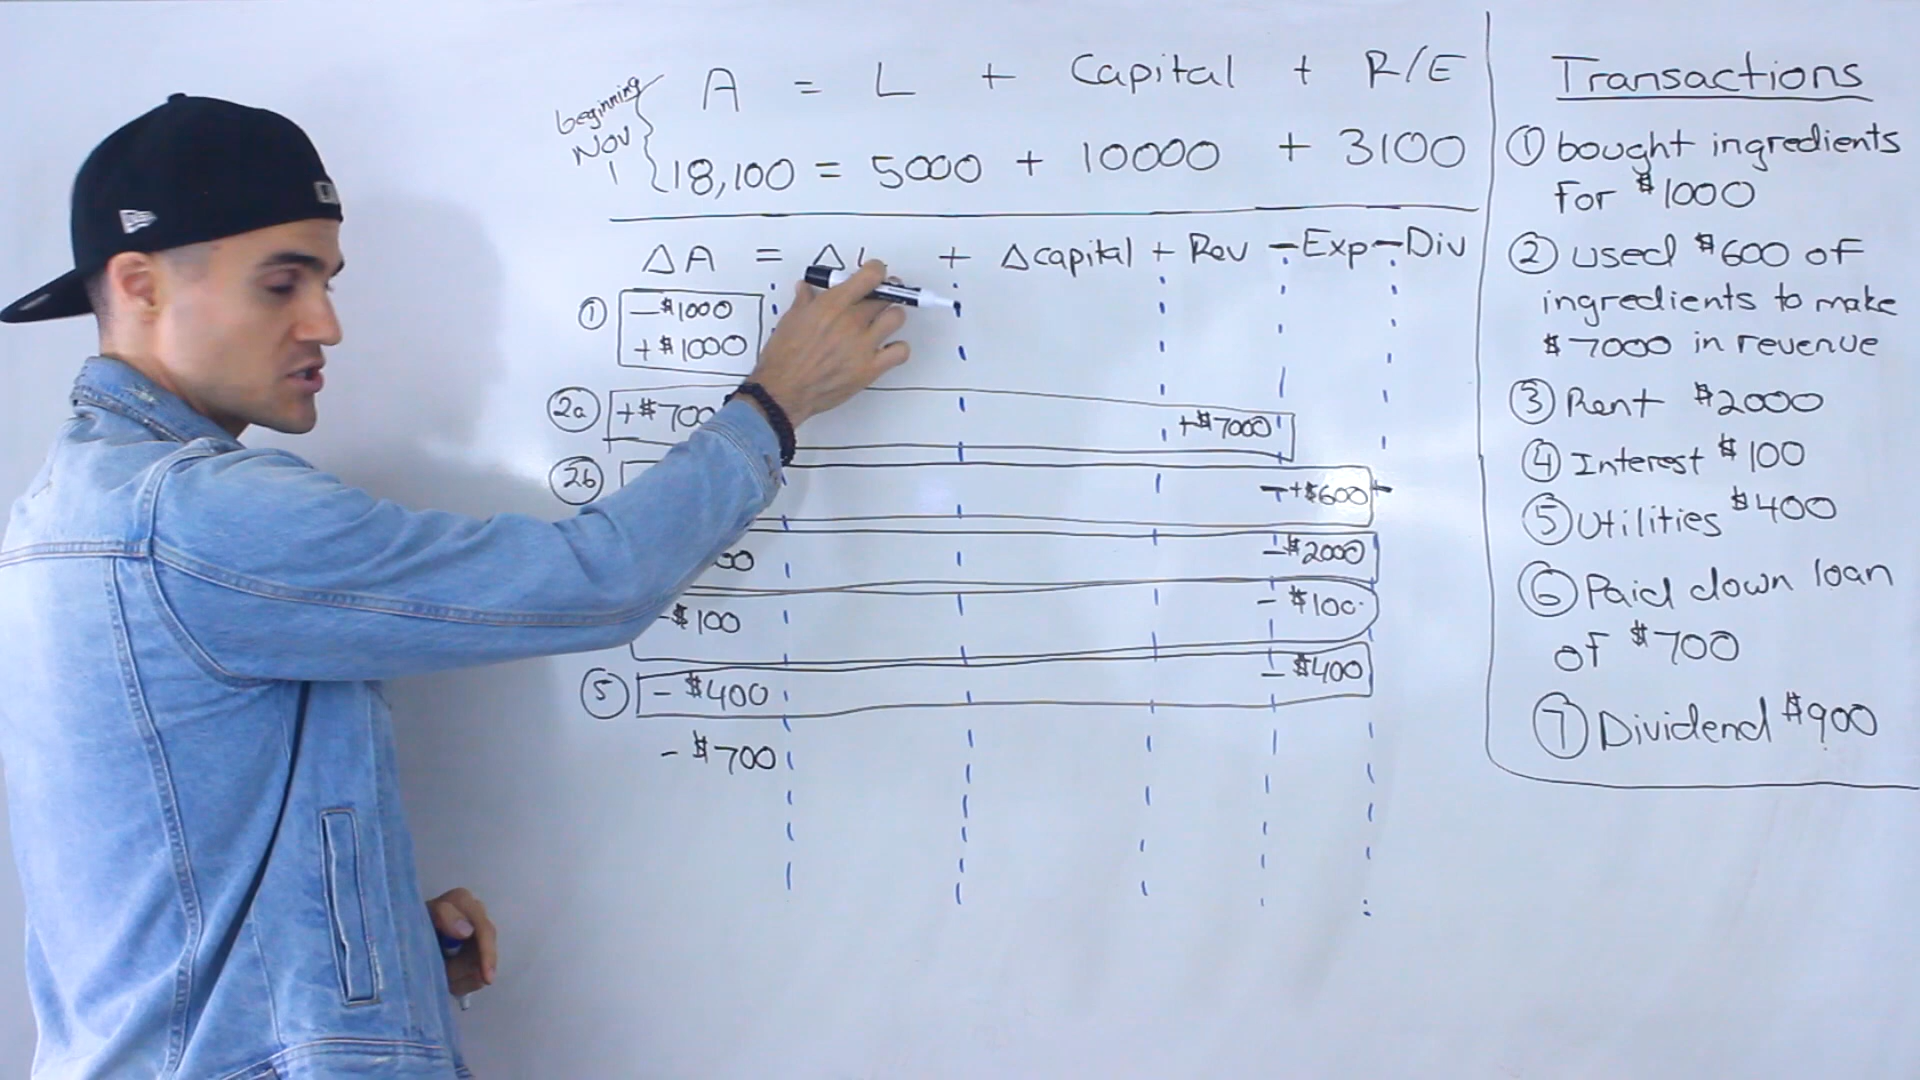 A = L + Capital + R/E
beginning
Nov
1
18,100 = 5000 + 10000 + 3100
ΔA = ΔL + Δcapital + Rev - Exp - Div
① -$1000
+$1000
2a +$700 +$7000
2b - +$600
00 -$2000
-$100 -$100
⑤ -$400 -$400
-$700
Transactions
① bought ingredients
for $1000
② used $600 of
ingredients to make
$7000 in revenue
③ Rent $2000
④ Interest $100
⑤ Utilities $400
⑥ Paid down loan
of $700
⑦ Dividend $900